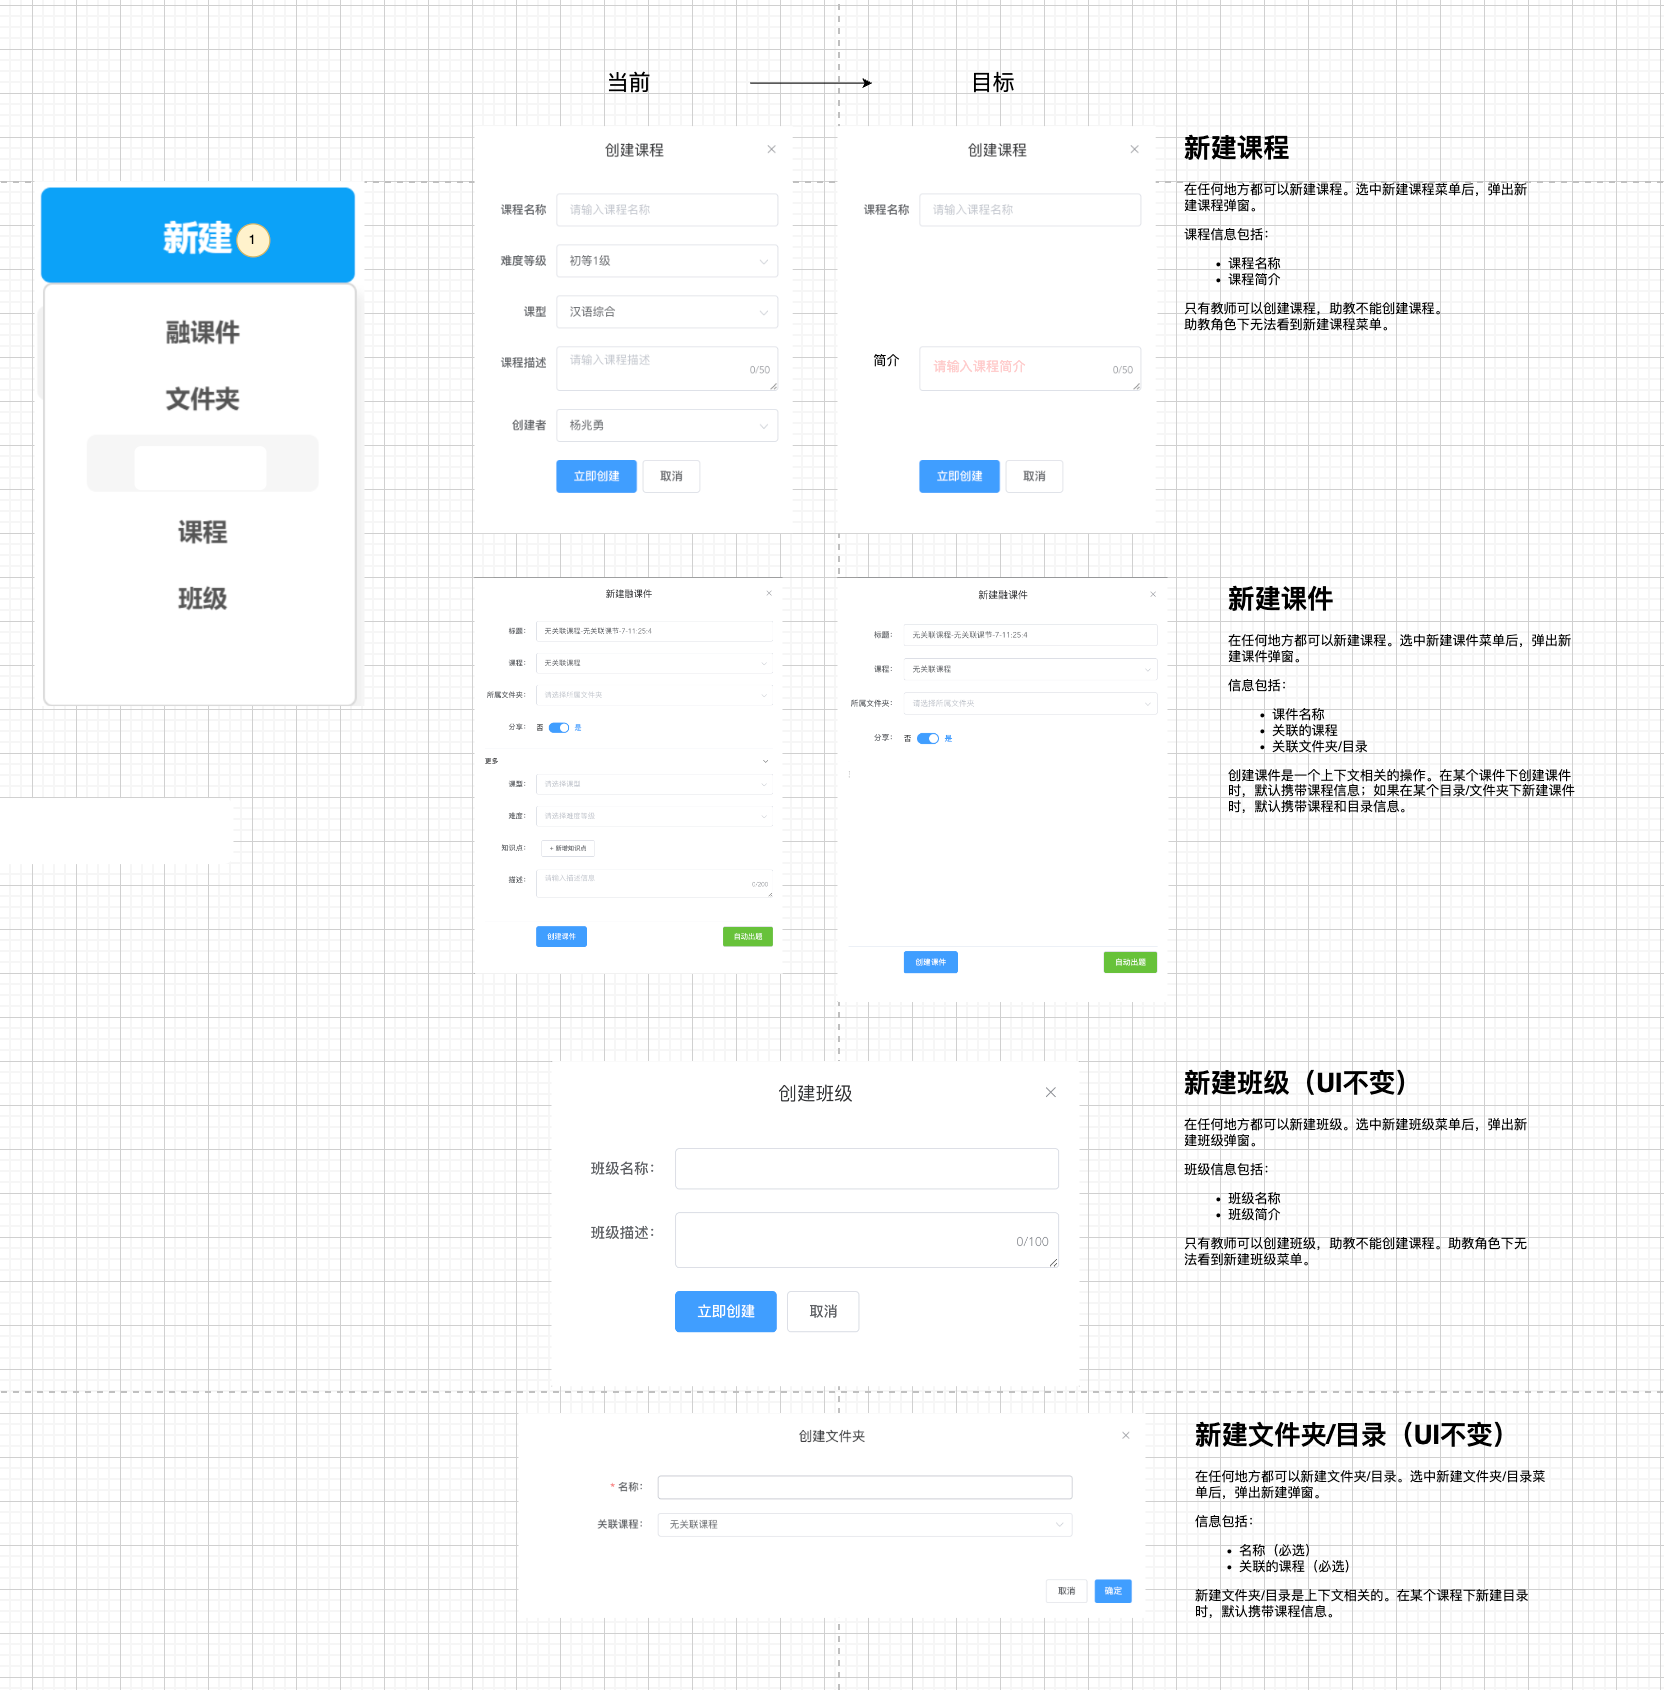 当前
目标
新建 1
融课件
文件夹
课程
班级
创建课程
课程名称 请输入课程名称
难度等级 初等1级
课型 汉语综合
课程描述 请输入课程描述 0/50
创建者 杨兆勇
立即创建 取消
创建课程
课程名称 请输入课程名称
简介 请输入课程简介 0/50
立即创建 取消
新建课程
在任何地方都可以新建课程。选中新建课程菜单后，弹出新
建课程弹窗。
课程信息包括：
• 课程名称
• 课程简介
只有教师可以创建课程，助教不能创建课程。
助教角色下无法看到新建课程菜单。
新建融课件
标题： 无关联课程-无关联课节-7-11:25:4
课程： 无关联课程
所属文件夹： 请选择所属文件夹
分享： 否 是
更多
课型： 请选择课型
难度： 请选择难度等级
知识点： + 新增知识点
描述： 请输入描述信息 0/200
创建课件 自动出题
新建融课件
标题： 无关联课程-无关联课节-7-11:25:4
课程： 无关联课程
所属文件夹： 请选择所属文件夹
分享： 否 是
创建课件 自动出题
新建课件
在任何地方都可以新建课程。选中新建课件菜单后，弹出新
建课件弹窗。
信息包括：
• 课件名称
• 关联的课程
• 关联文件夹/目录
创建课件是一个上下文相关的操作。在某个课件下创建课件
时，默认携带课程信息；如果在某个目录/文件夹下新建课件
时，默认携带课程和目录信息。
创建班级
班级名称：
班级描述： 0/100
立即创建 取消
新建班级（UI不变）
在任何地方都可以新建班级。选中新建班级菜单后，弹出新
建班级弹窗。
班级信息包括：
• 班级名称
• 班级简介
只有教师可以创建班级，助教不能创建课程。助教角色下无
法看到新建班级菜单。
创建文件夹
* 名称：
关联课程： 无关联课程
取消 确定
新建文件夹/目录（UI不变）
在任何地方都可以新建文件夹/目录。选中新建文件夹/目录菜
单后，弹出新建弹窗。
信息包括：
• 名称（必选）
• 关联的课程（必选）
新建文件夹/目录是上下文相关的。在某个课程下新建目录
时，默认携带课程信息。